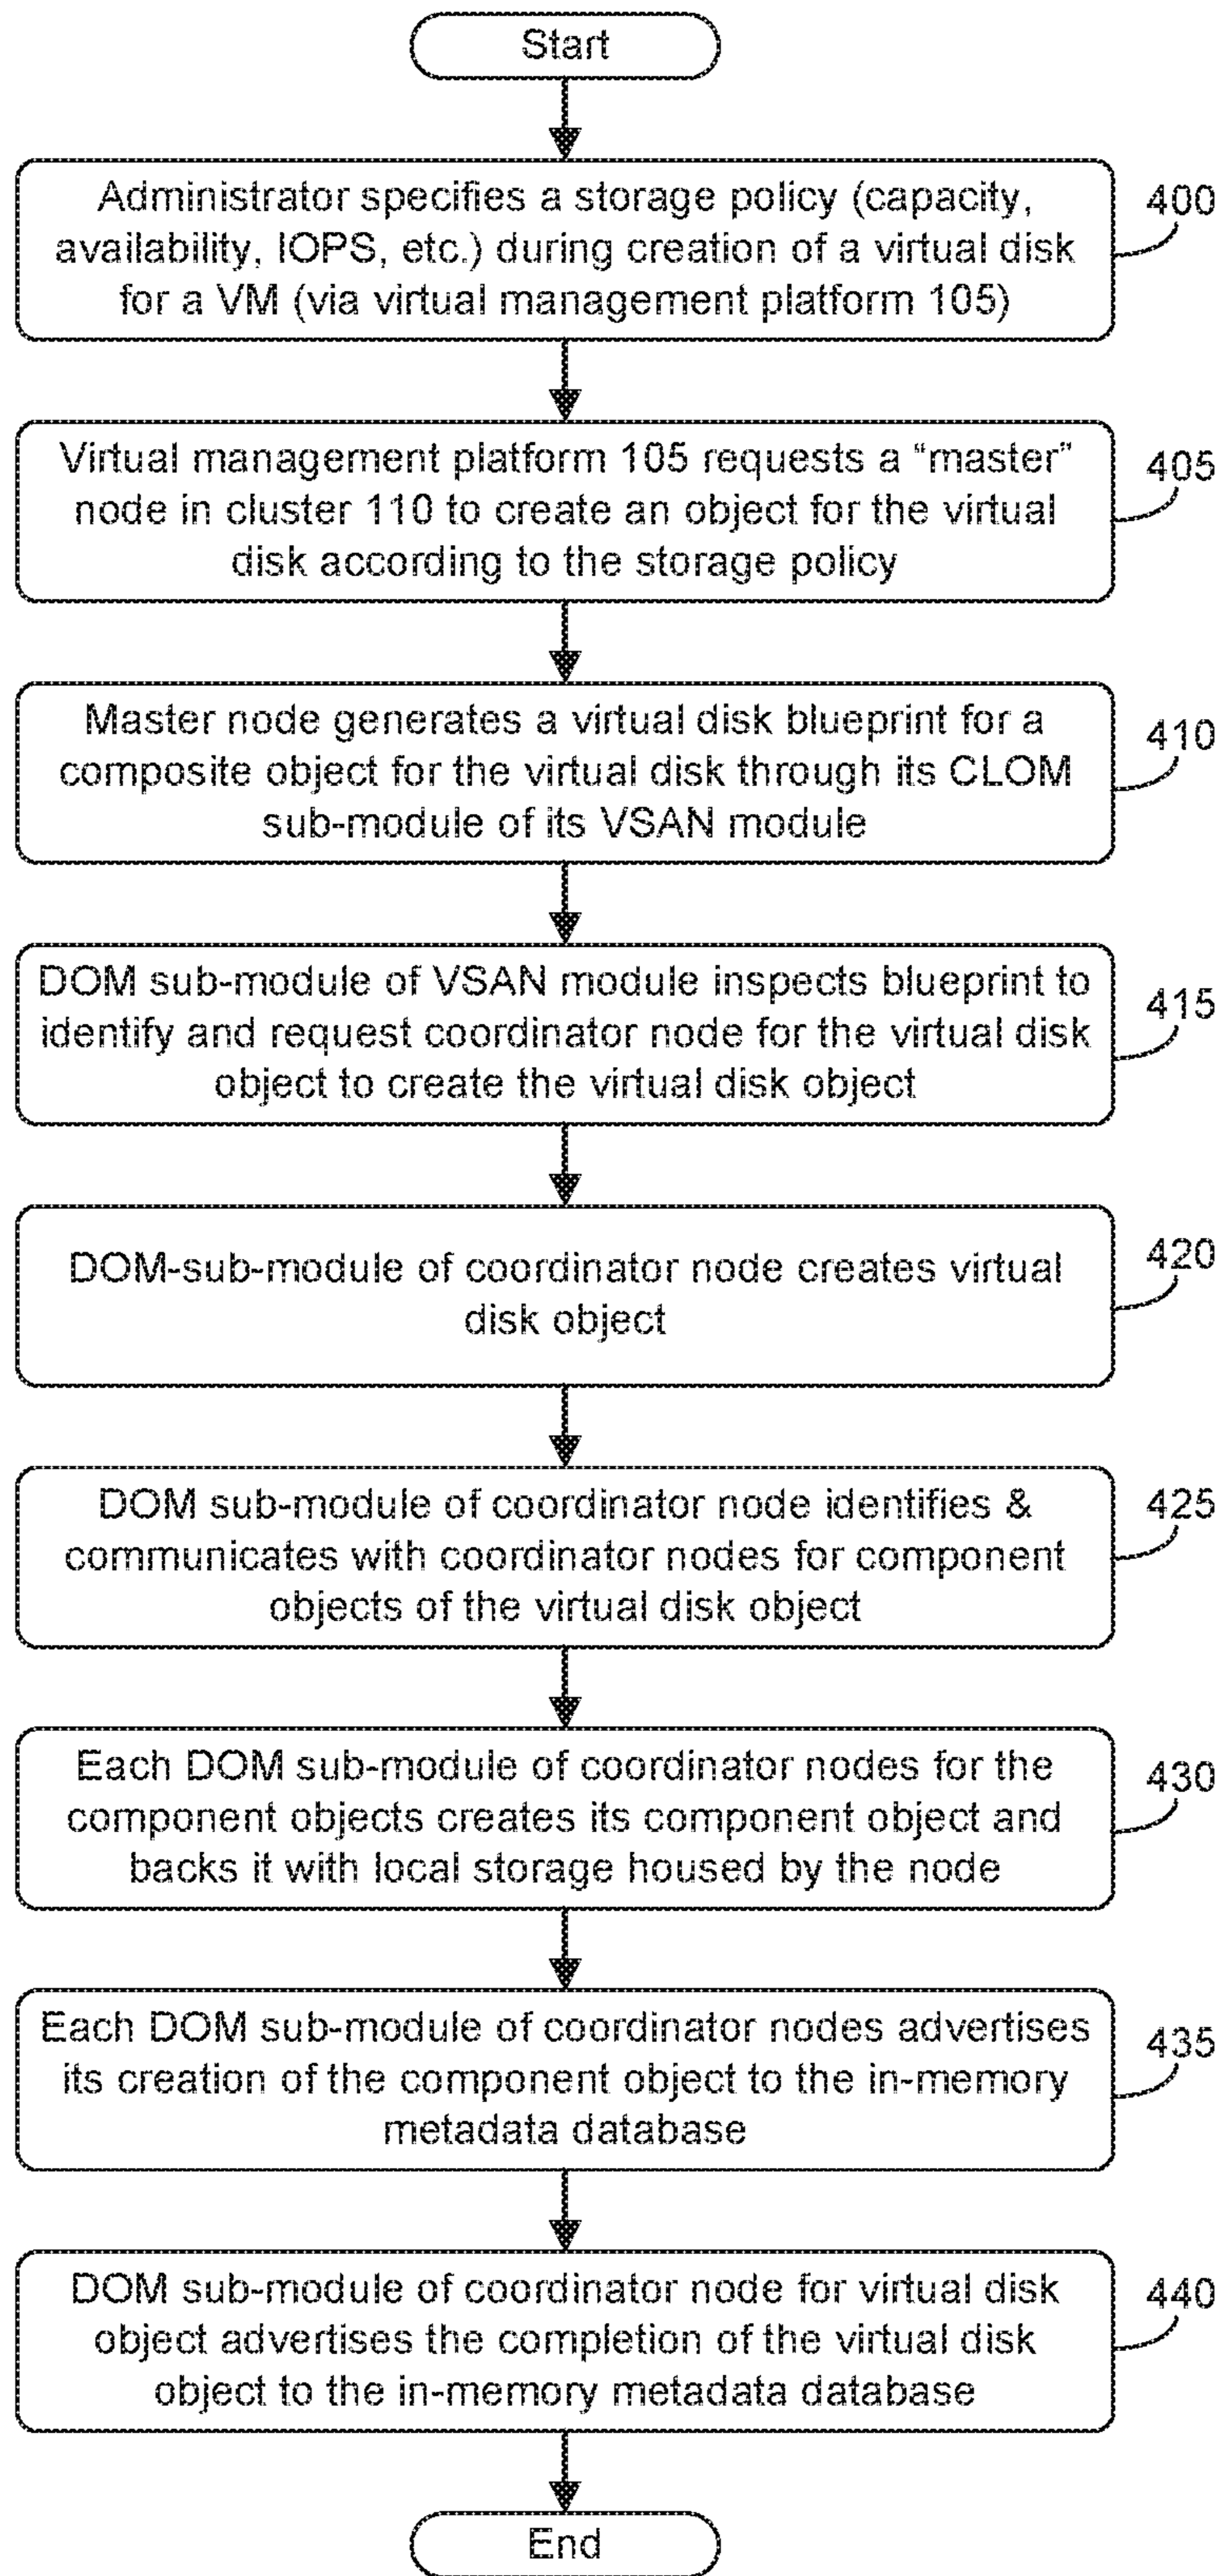 Start
Administrator specifies a storage policy (capacity,
availability, IOPS, etc.) during creation of a virtual disk
for a VM (via virtual management platform 105)
400
Virtual management platform 105 requests a “master”
node in cluster 110 to create an object for the virtual
disk according to the storage policy
405
Master node generates a virtual disk blueprint for a
composite object for the virtual disk through its CLOM
sub-module of its VSAN module
410
DOM sub-module of VSAN module inspects blueprint to
identify and request coordinator node for the virtual disk
object to create the virtual disk object
415
DOM-sub-module of coordinator node creates virtual
disk object
420
DOM sub-module of coordinator node identifies &
communicates with coordinator nodes for component
objects of the virtual disk object
425
Each DOM sub-module of coordinator nodes for the
component objects creates its component object and
backs it with local storage housed by the node
430
Each DOM sub-module of coordinator nodes advertises
its creation of the component object to the in-memory
metadata database
435
DOM sub-module of coordinator node for virtual disk
object advertises the completion of the virtual disk
object to the in-memory metadata database
440
End